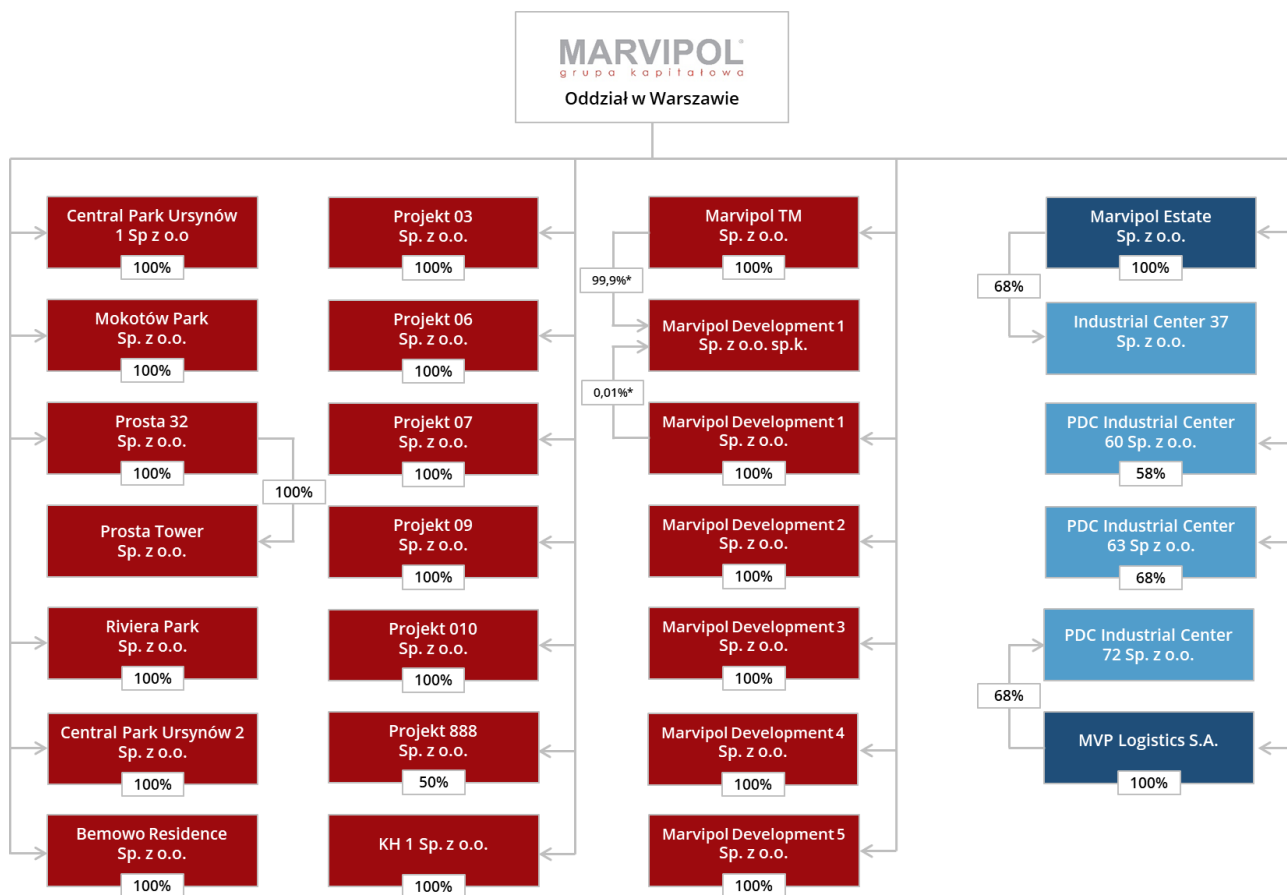 MARVIPOL®
grupa kapitałowa
Oddział w Warszawie
Central Park Ursynów
1 Sp z o.o
100%
Mokotów Park
Sp. z o.o.
100%
Prosta 32
Sp. z o.o.
100%
100%
Prosta Tower
Sp. z o.o.
Riviera Park
Sp. z o.o.
100%
Central Park Ursynów 2
Sp. z o.o.
100%
Bemowo Residence
Sp. z o.o.
100%
Projekt 03
Sp. z o.o.
100%
Projekt 06
Sp. z o.o.
100%
Projekt 07
Sp. z o.o.
100%
Projekt 09
Sp. z o.o.
100%
Projekt 010
Sp. z o.o.
100%
Projekt 888
Sp. z o.o.
50%
KH 1 Sp. z o.o.
100%
Marvipol TM
Sp. z o.o.
100%
99,9%*
Marvipol Development 1
Sp. z o.o. sp.k.
0,01%*
Marvipol Development 1
Sp. z o.o.
100%
Marvipol Development 2
Sp. z o.o.
100%
Marvipol Development 3
Sp. z o.o.
100%
Marvipol Development 4
Sp. z o.o.
100%
Marvipol Development 5
Sp. z o.o.
100%
Marvipol Estate
Sp. z o.o.
100%
68%
Industrial Center 37
Sp. z o.o.
PDC Industrial Center
60 Sp. z o.o.
58%
PDC Industrial Center
63 Sp z o.o.
68%
PDC Industrial Center
72 Sp. z o.o.
68%
MVP Logistics S.A.
100%